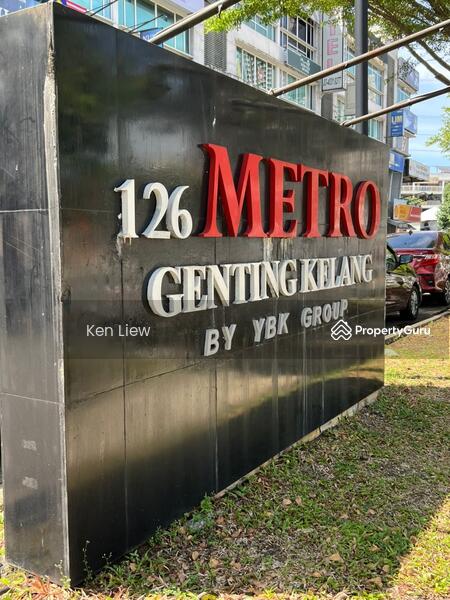 126 METRO
GENTING KELANG
BY YBK GROUP
Ken Liew
PropertyGuru